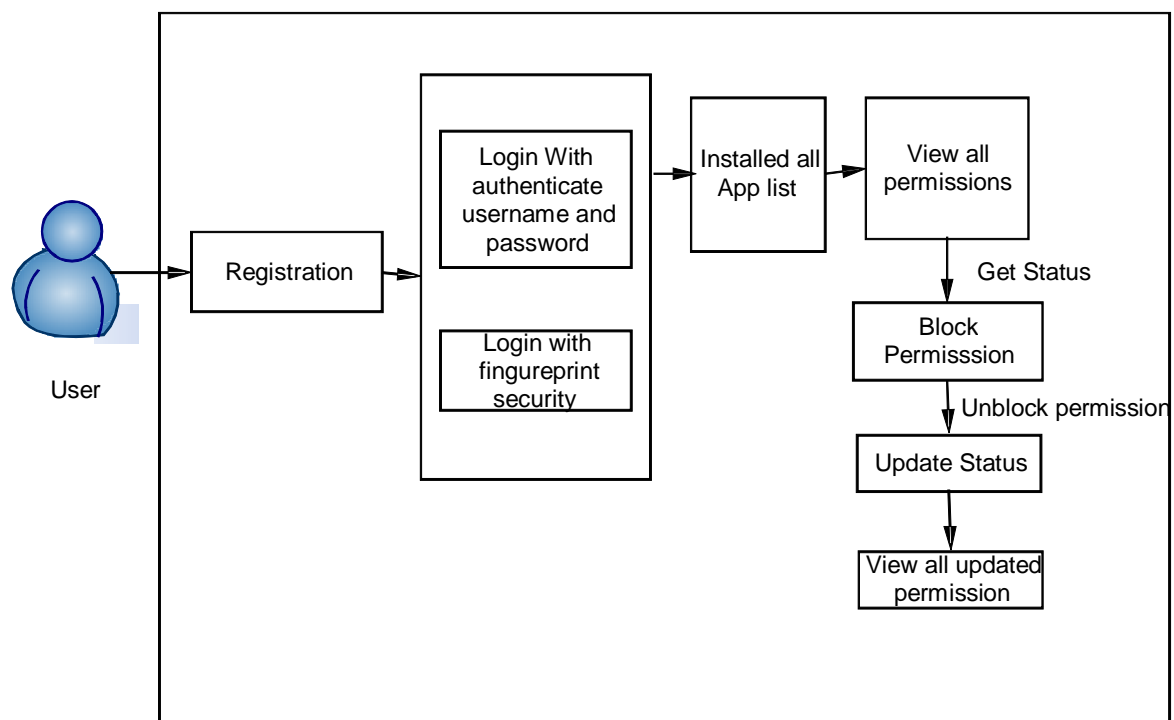 User
Registration
Login With
authenticate
username and
password
Login with
fingureprint
security
Installed all
App list
View all
permissions
Get Status
Block
Permisssion
Unblock permission
Update Status
View all updated
permission